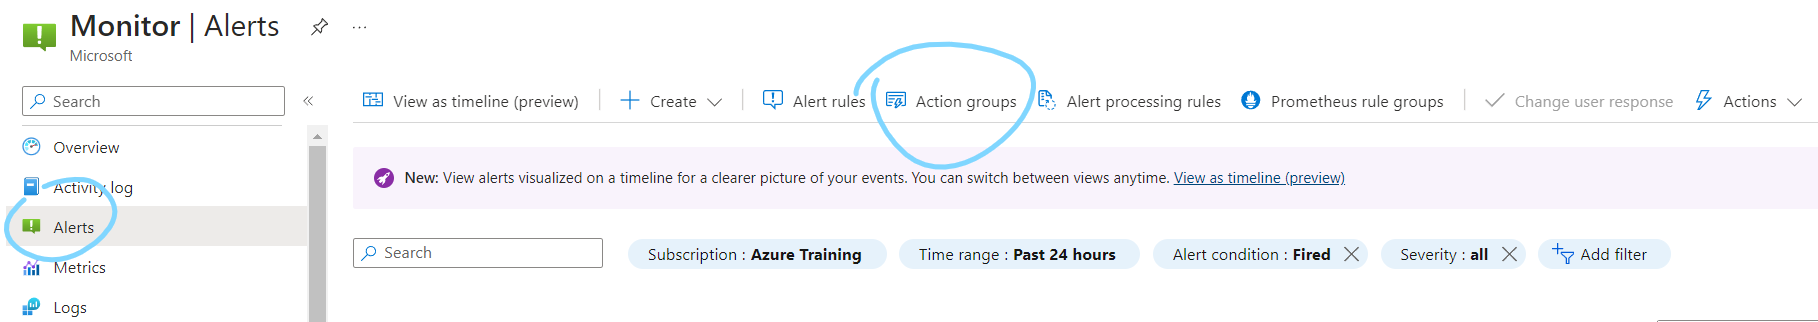 Monitor | Alerts ...
Microsoft
Search «
View as timeline (preview) Create Alert rules Action groups Alert processing rules Prometheus rule groups Change user response Actions
Overview
Activity log
Alerts
Metrics
Logs
New: View alerts visualized on a timeline for a clearer picture of your events. You can switch between views anytime. View as timeline (preview)
Search Subscription : Azure Training Time range : Past 24 hours Alert condition : Fired Severity : all Add filter